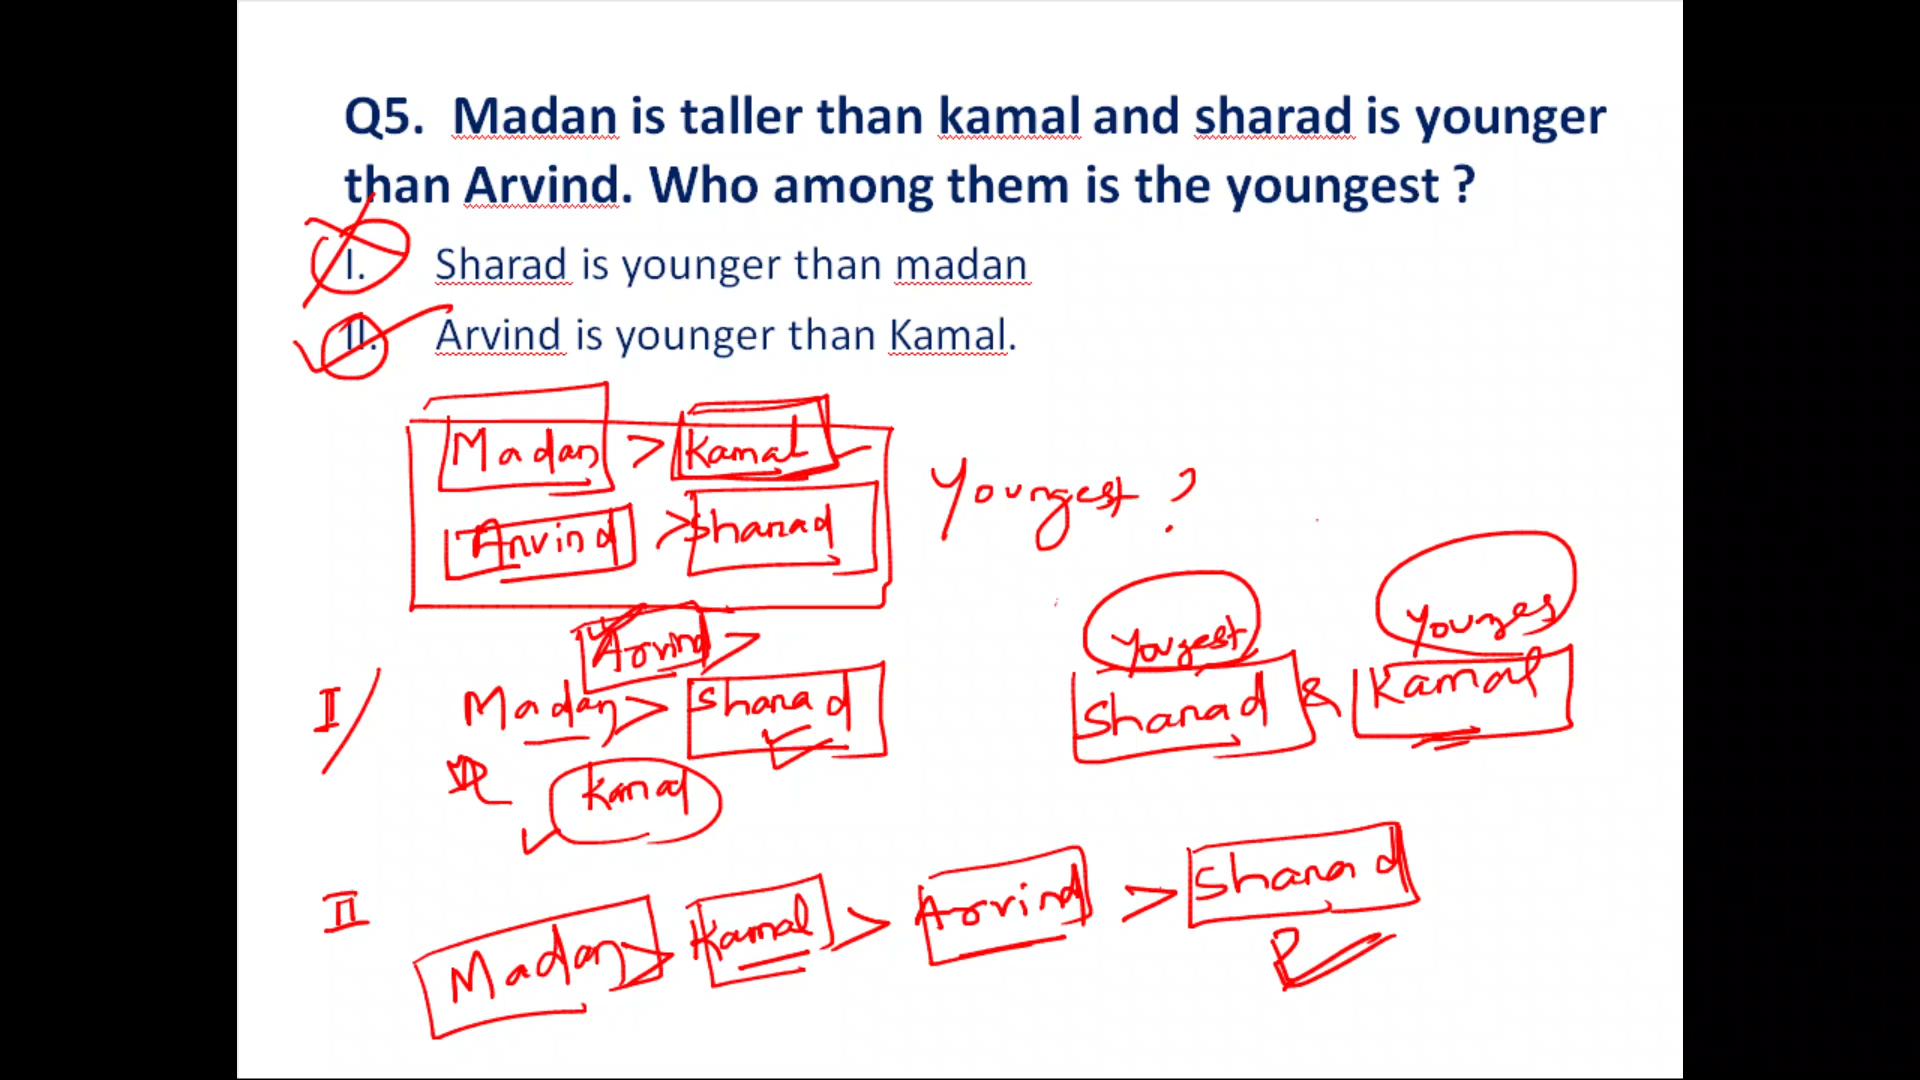 Q5. Madan is taller than kamal and sharad is younger
than Arvind. Who among them is the youngest ?
I. Sharad is younger than madan
II. Arvind is younger than Kamal.
Madan > Kamal
Arvind > Sharad
Youngest ?
Arvind >
I Madan > Sharad
Kamal
Yougest
Sharad & Kamal
II Madan > Kamal > Arvind > Sharad